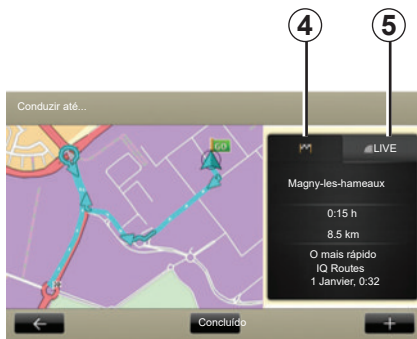 4 5
Conduzir até...
GO
LIVE
Magny-les-hameaux
0:15 h
8.5 km
O mais rápido
IQ Routes
1 Janvier, 0:32
Concluído